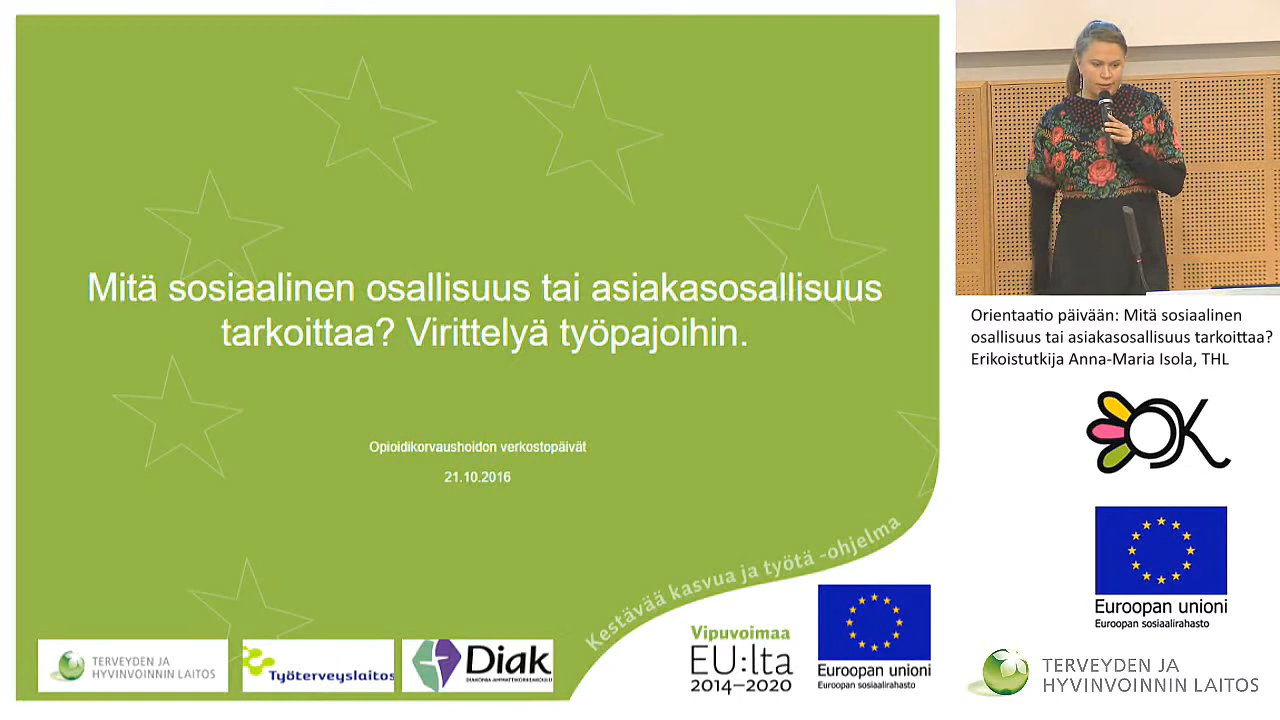 Mitä sosiaalinen osallisuus tai asiakasosallisuus
tarkoittaa? Virittelyä työpajoihin.
Opioidikorvaushoidon verkostopäivät
21.10.2016
Kestävää kasvua ja työtä -ohjelma
TERVEYDEN JA
HYVINVOINNIN LAITOS
Työterveyslaitos
Diak
DIAKONIA-AMMATTIKORKEAKOULU
Vipuvoimaa
EU:lta
2014–2020
Euroopan unioni
Euroopan sosiaalirahasto
Orientaatio päivään: Mitä sosiaalinen
osallisuus tai asiakasosallisuus tarkoittaa?
Erikoistutkija Anna-Maria Isola, THL
OK
Euroopan unioni
Euroopan sosiaalirahasto
TERVEYDEN JA
HYVINVOINNIN LAITOS